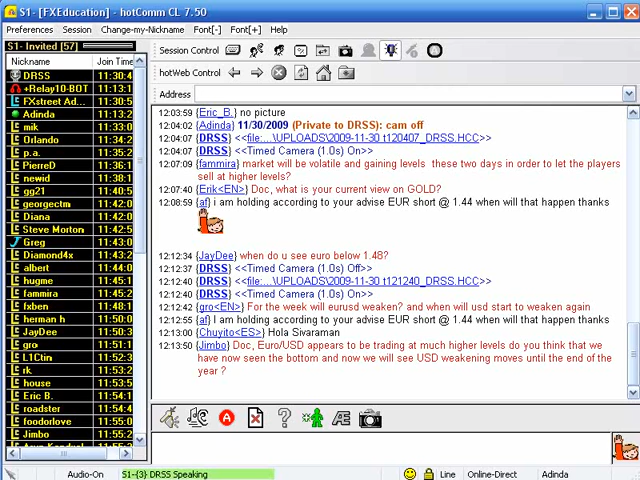 S1- [FXEducation] - hotComm CL 7.50
Preferences Session Change-my-Nickname Font[-] Font[+] Help
S1- Invited [57]
Session Control
Nickname Join Time
hotWeb Control
DRSS 11:30:4
+Relay10-BOT 11:13:1
Address
FXstreet Ad... 11:30:5
Adinda 11:13:2
mik 11:33:
Orlando 11:34:
p.a. 11:35:
PierreD 11:36:1
newid 11:38:1
gg21 11:40:5
georgectm 11:42:
Diana 11:42:
Steve Morton 11:42:
Greg 11:43:0
Diamond4x 11:44:
albert 11:44:0
hugme 11:45:1
fammira 11:45:2
fxben 11:48:1
herman h 11:50:
JayDee 11:50:
gro 11:51:1
L1Ctin 11:52:3
rk 11:53:2
house 11:53:5
Eric B. 11:54:1
roadster 11:54:4
foodorlove 11:55:0
Jimbo 11:55:2
12:03:59 {Eric_B.} no picture
12:04:02 {Adinda} 11/30/2009 (Private to DRSS): cam off
12:04:07 {DRSS} <<file:...\UPLOADS\2009-11-30 t120407_DRSS.HCC>>
12:04:07 {DRSS} <<Timed Camera (1.0s) On>>
12:07:09 {fammira} market will be volatile and gaining levels these two days in order to let the players
sell at higher levels?
12:07:40 {Erik<EN>} Doc, what is your current view on GOLD?
12:08:59 {af} i am holding according to your advise EUR short @ 1.44 when will that happen thanks
12:12:34 {JayDee} when do u see euro below 1.48?
12:12:37 {DRSS} <<Timed Camera (1.0s) Off>>
12:12:40 {DRSS} <<file:...\UPLOADS\2009-11-30 t121240_DRSS.HCC>>
12:12:40 {DRSS} <<Timed Camera (1.0s) On>>
12:12:42 {gro<EN>} For the week will eurusd weaken? and when will usd start to weaken again
12:12:55 {af} I am holding according to your advise EUR short @ 1.44 when will that happen thanks
12:13:00 {Chuyito<ES>} Hola Sivaraman
12:13:50 {Jimbo} Doc, Euro/USD appears to be trading at much higher levels do you think that we
have now seen the bottom and now we will see USD weakening moves until the end of the
year ?
Audio-On S1-{3} DRSS Speaking Line Online-Direct Adinda